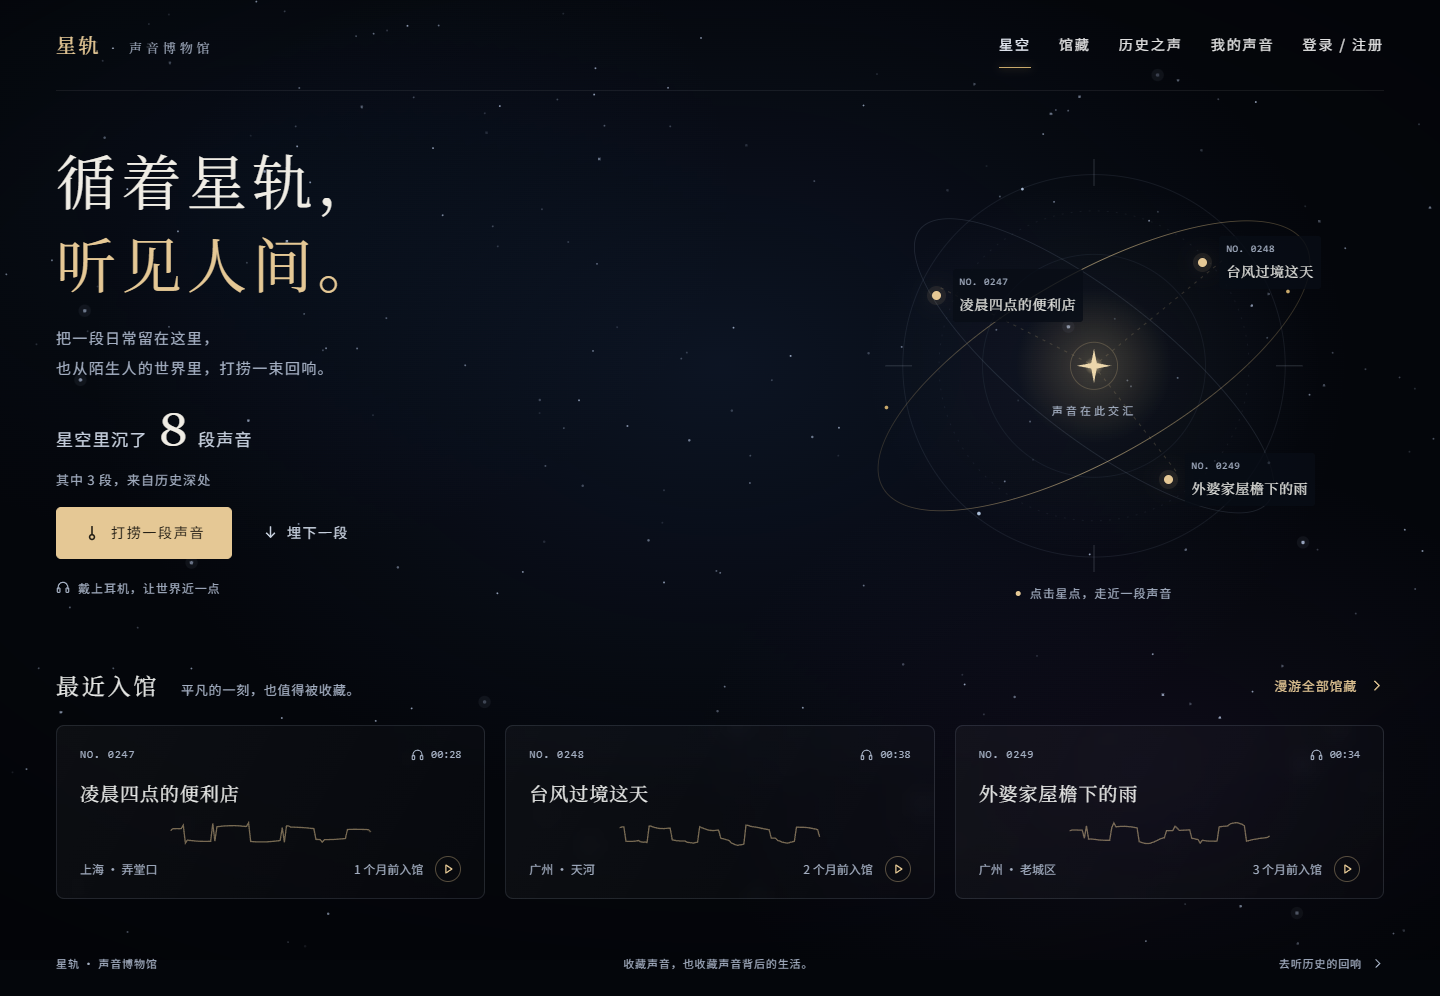 星轨 · 声音博物馆
星空 馆藏 历史之声 我的声音 登录 / 注册
循着星轨，
听见人间。
把一段日常留在这里，
也从陌生人的世界里，打捞一束回响。
星空里沉了 8 段声音
其中 3 段，来自历史深处
打捞一段声音 埋下一段
戴上耳机，让世界近一点
NO. 0248
台风过境这天
NO. 0247
凌晨四点的便利店
声音在此交汇
NO. 0249
外婆家屋檐下的雨
点击星点，走近一段声音
最近入馆 平凡的一刻，也值得被收藏。
漫游全部馆藏
NO. 0247 00:28
凌晨四点的便利店
上海 · 弄堂口 1 个月前入馆
NO. 0248 00:38
台风过境这天
广州 · 天河 2 个月前入馆
NO. 0249 00:34
外婆家屋檐下的雨
广州 · 老城区 3 个月前入馆
星轨 · 声音博物馆
收藏声音，也收藏声音背后的生活。
去听历史的回响